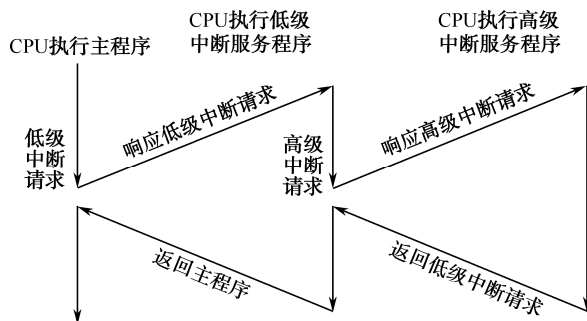 CPU执行主程序
CPU执行低级
中断服务程序
CPU执行高级
中断服务程序
低级
中断
请求
响应低级中断请求
高级
中断
请求
响应高级中断请求
返回主程序
返回低级中断请求